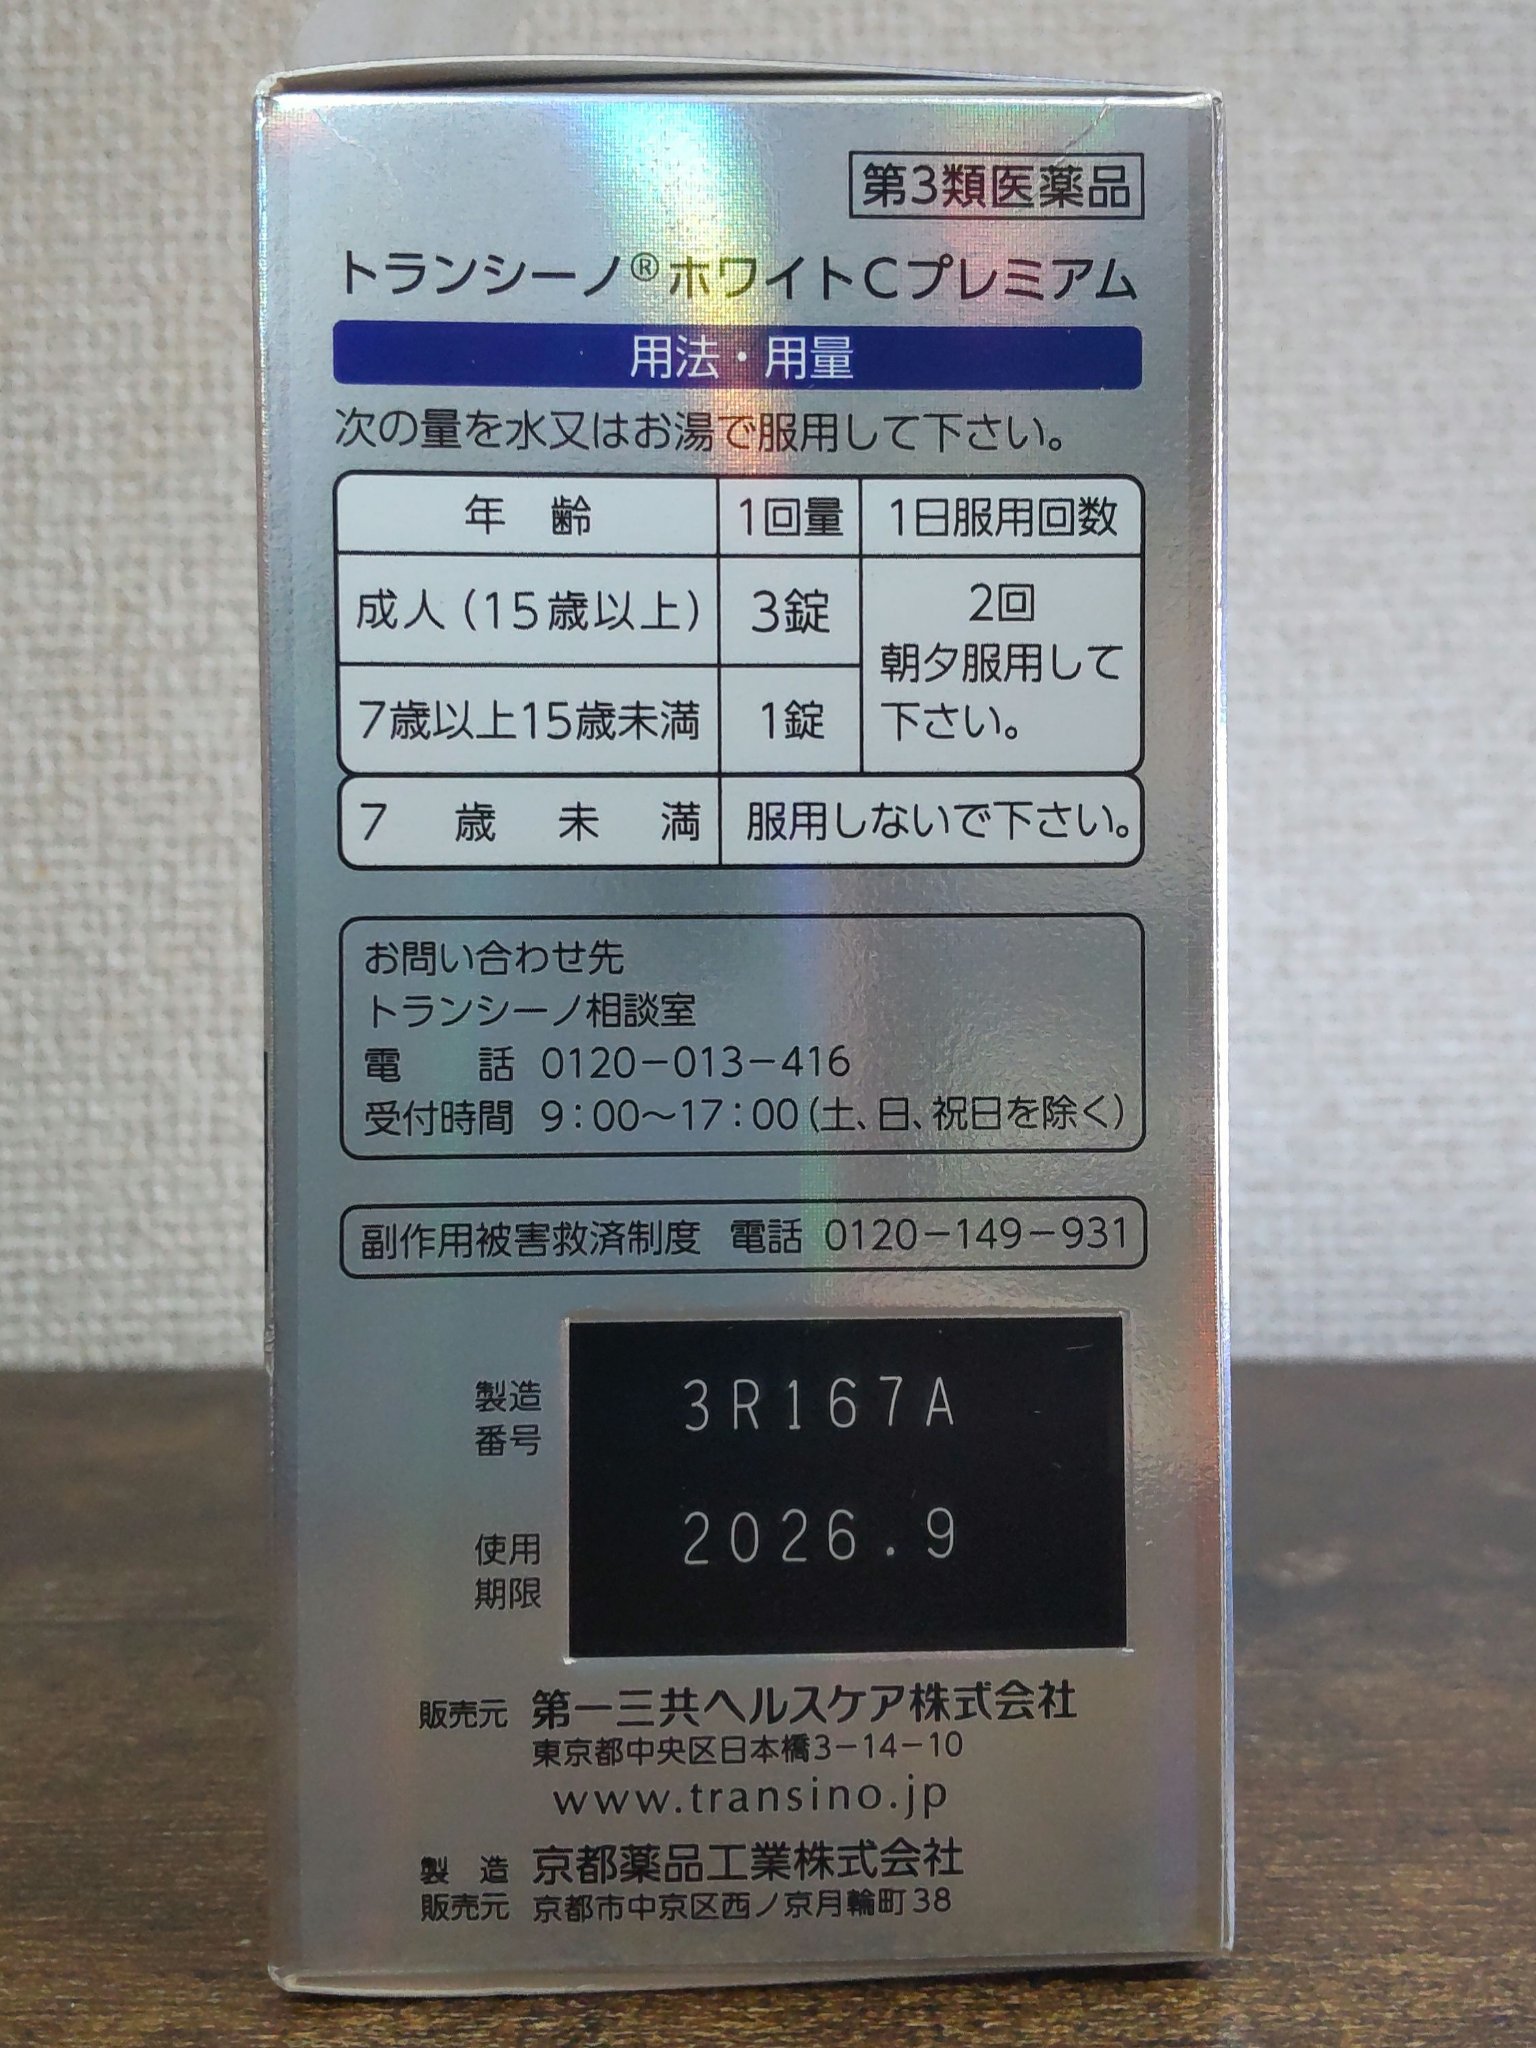 第3類医薬品
トランシーノ®ホワイトCプレミアム
用法・用量
次の量を水又はお湯で服用して下さい。
年齢 1回量 1日服用回数
成人(15歳以上) 3錠 2回
朝夕服用して
7歳以上15歳未満 1錠 下さい。
7歳未満 服用しないで下さい。
お問い合わせ先
トランシーノ相談室
電話 0120-013-416
受付時間 9:00〜17:00(土、日、祝日を除く)
副作用被害救済制度 電話 0120-149-931
製造
番号 3R167A
使用
期限 2026.9
販売元 第一三共ヘルスケア株式会社
東京都中央区日本橋3-14-10
www.transino.jp
製造
販売元 京都薬品工業株式会社
京都市中京区西ノ京月輪町38